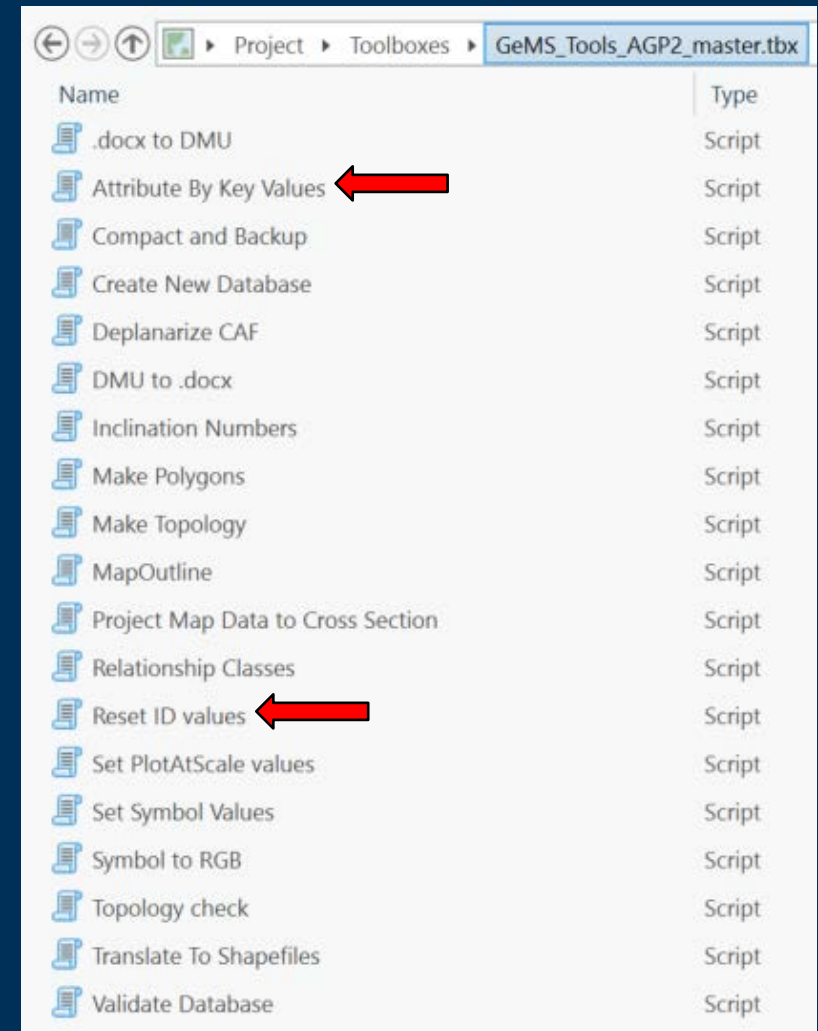 Project Toolboxes GeMS_Tools_AGP2_master.tbx
Name Type
.docx to DMU Script
Attribute By Key Values Script
Compact and Backup Script
Create New Database Script
Deplanarize CAF Script
DMU to .docx Script
Inclination Numbers Script
Make Polygons Script
Make Topology Script
MapOutline Script
Project Map Data to Cross Section Script
Relationship Classes Script
Reset ID values Script
Set PlotAtScale values Script
Set Symbol Values Script
Symbol to RGB Script
Topology check Script
Translate To Shapefiles Script
Validate Database Script